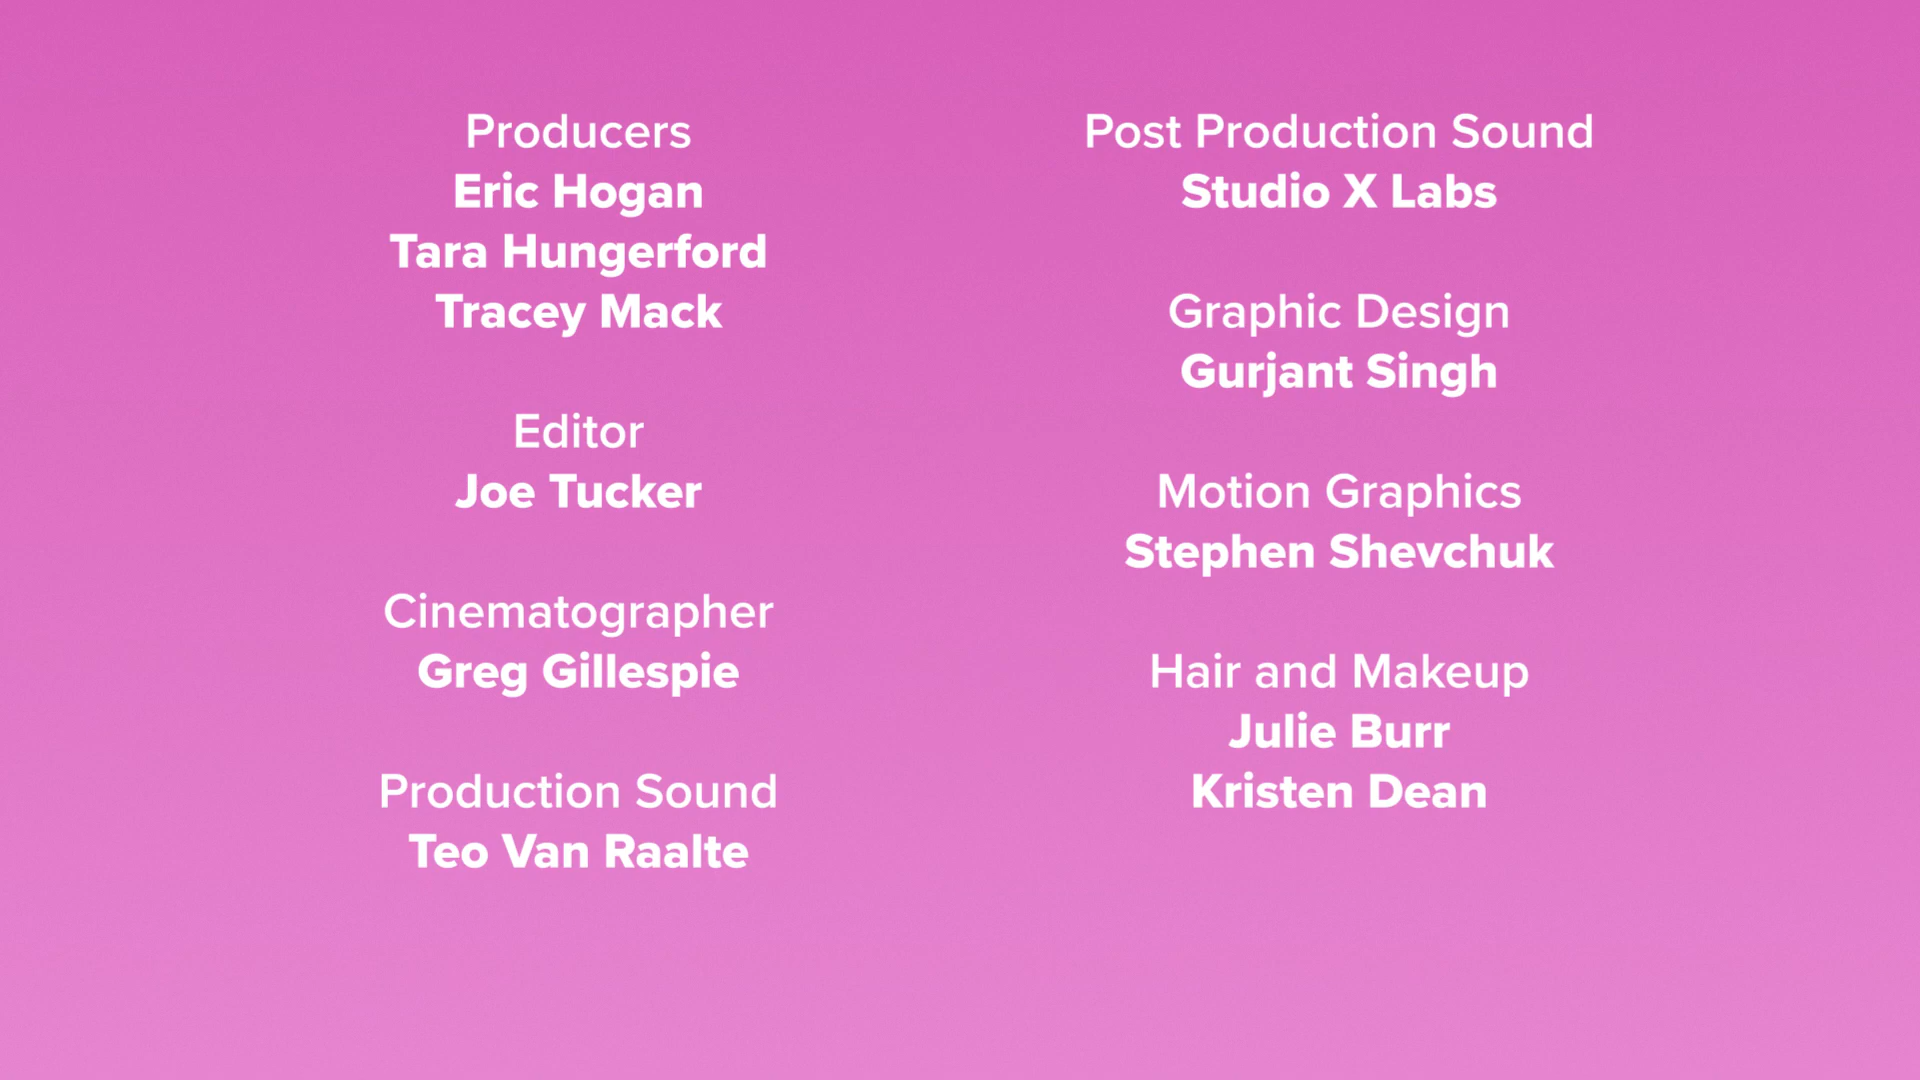 Producers
Eric Hogan
Tara Hungerford
Tracey Mack
Editor
Joe Tucker
Cinematographer
Greg Gillespie
Production Sound
Teo Van Raalte
Post Production Sound
Studio X Labs
Graphic Design
Gurjant Singh
Motion Graphics
Stephen Shevchuk
Hair and Makeup
Julie Burr
Kristen Dean